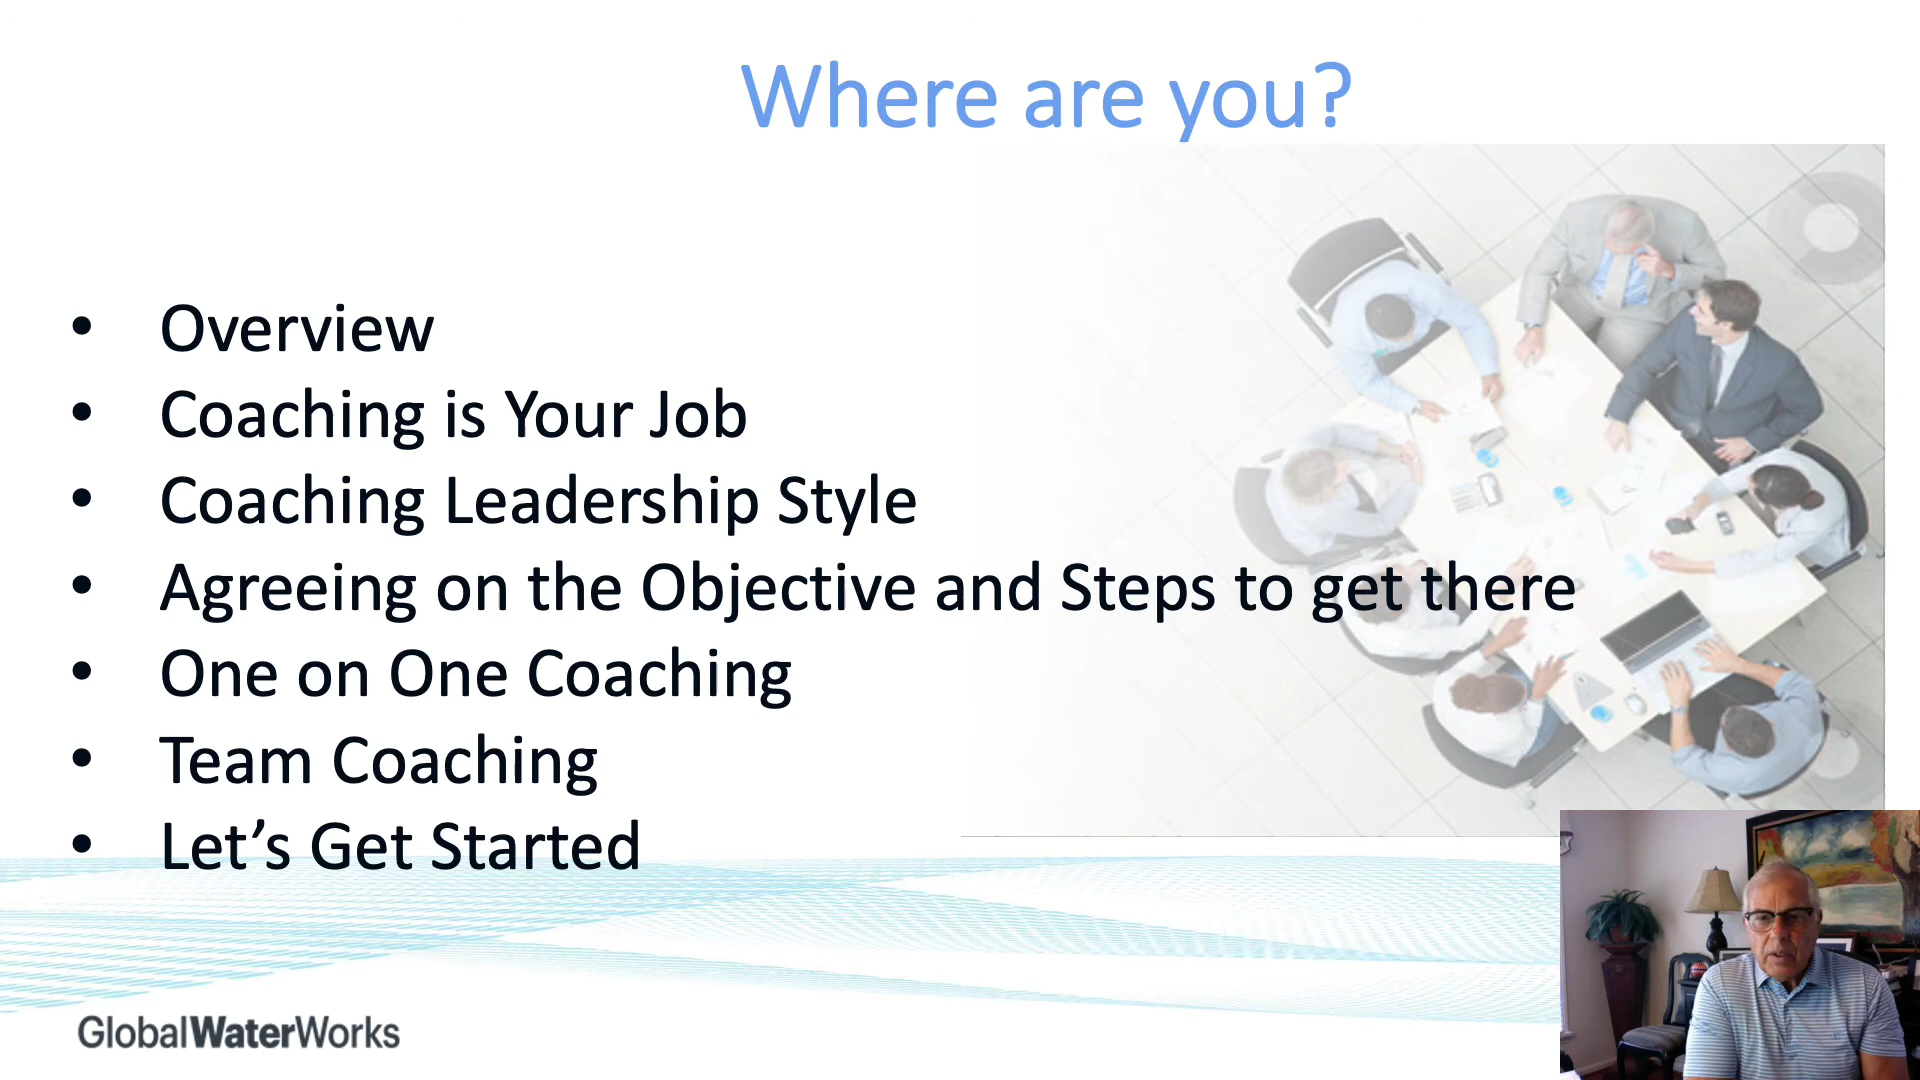 Where are you?
• Overview
• Coaching is Your Job
• Coaching Leadership Style
• Agreeing on the Objective and Steps to get there
• One on One Coaching
• Team Coaching
• Let’s Get Started
GlobalWaterWorks